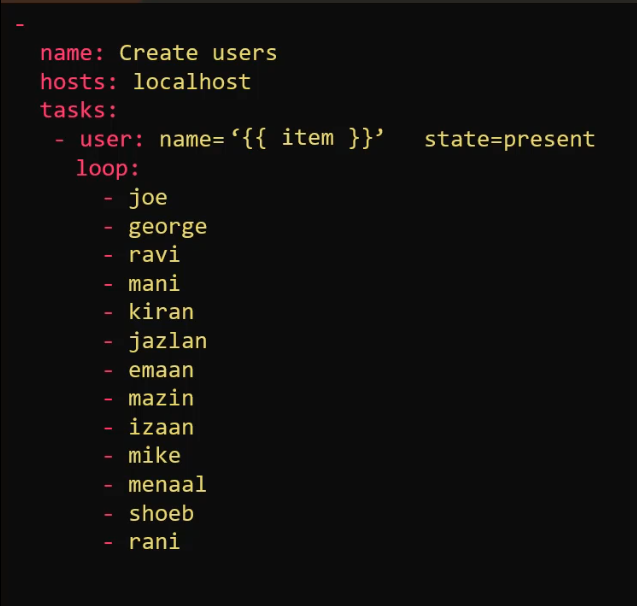 -
name: Create users
hosts: localhost
tasks:
- user: name=‘{{ item }}’ state=present
loop:
- joe
- george
- ravi
- mani
- kiran
- jazlan
- emaan
- mazin
- izaan
- mike
- menaal
- shoeb
- rani